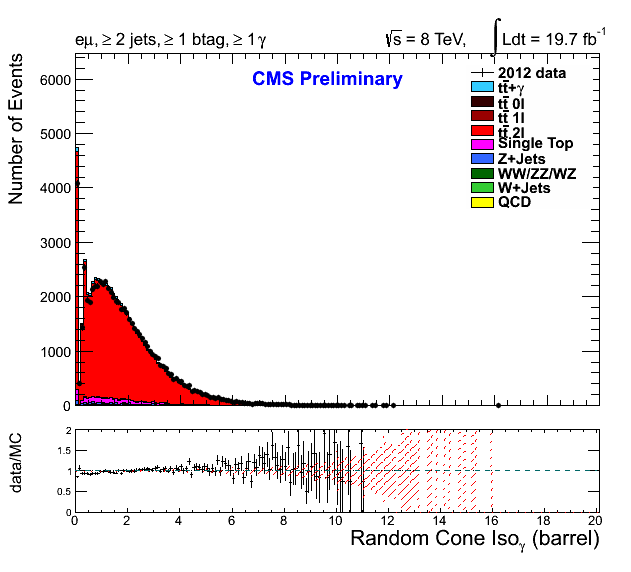 eμ, ≥ 2 jets, ≥ 1 btag, ≥ 1 γ
√s = 8 TeV, ∫ Ldt = 19.7 fb⁻¹
CMS Preliminary
2012 data
tt̄+γ
tt̄ 0l
tt̄ 1l
tt̄ 2l
Single Top
Z+Jets
WW/ZZ/WZ
W+Jets
QCD
Number of Events
6000
5000
4000
3000
2000
1000
0
data/MC
2
1.5
1
0.5
0
0 2 4 6 8 10 12 14 16 18 20
Random Cone Iso_γ (barrel)